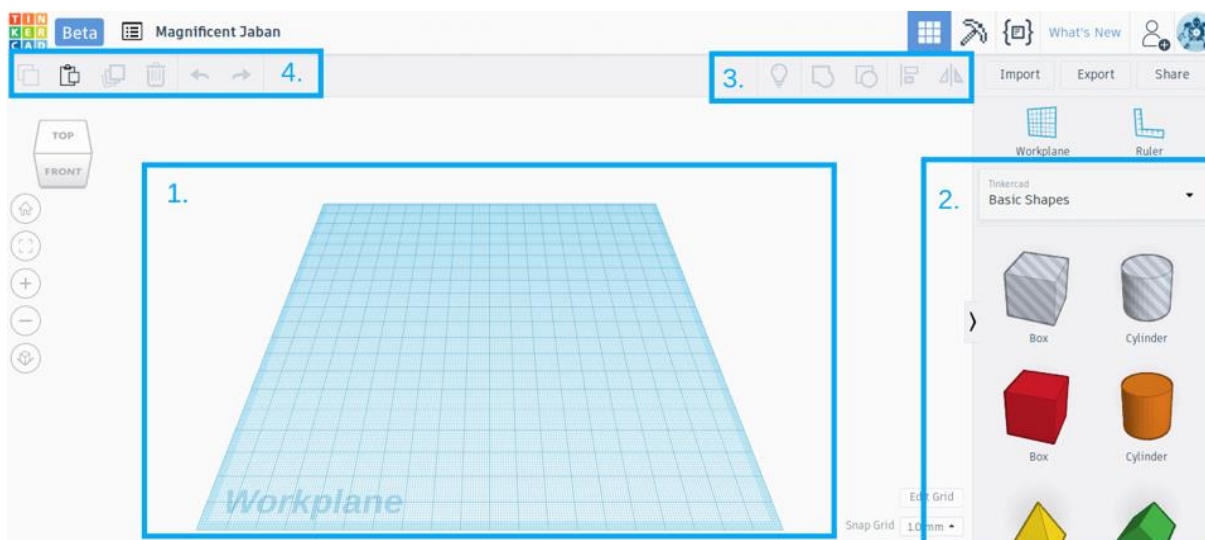 TIN
KER
CAD
Beta
Magnificent Jaban
What's New
4.
3.
Import Export Share
TOP
FRONT
Workplane Ruler
1.
2.
Tinkercad
Basic Shapes
Box Cylinder
Box Cylinder
Workplane
Edit Grid
Snap Grid 1.0 mm